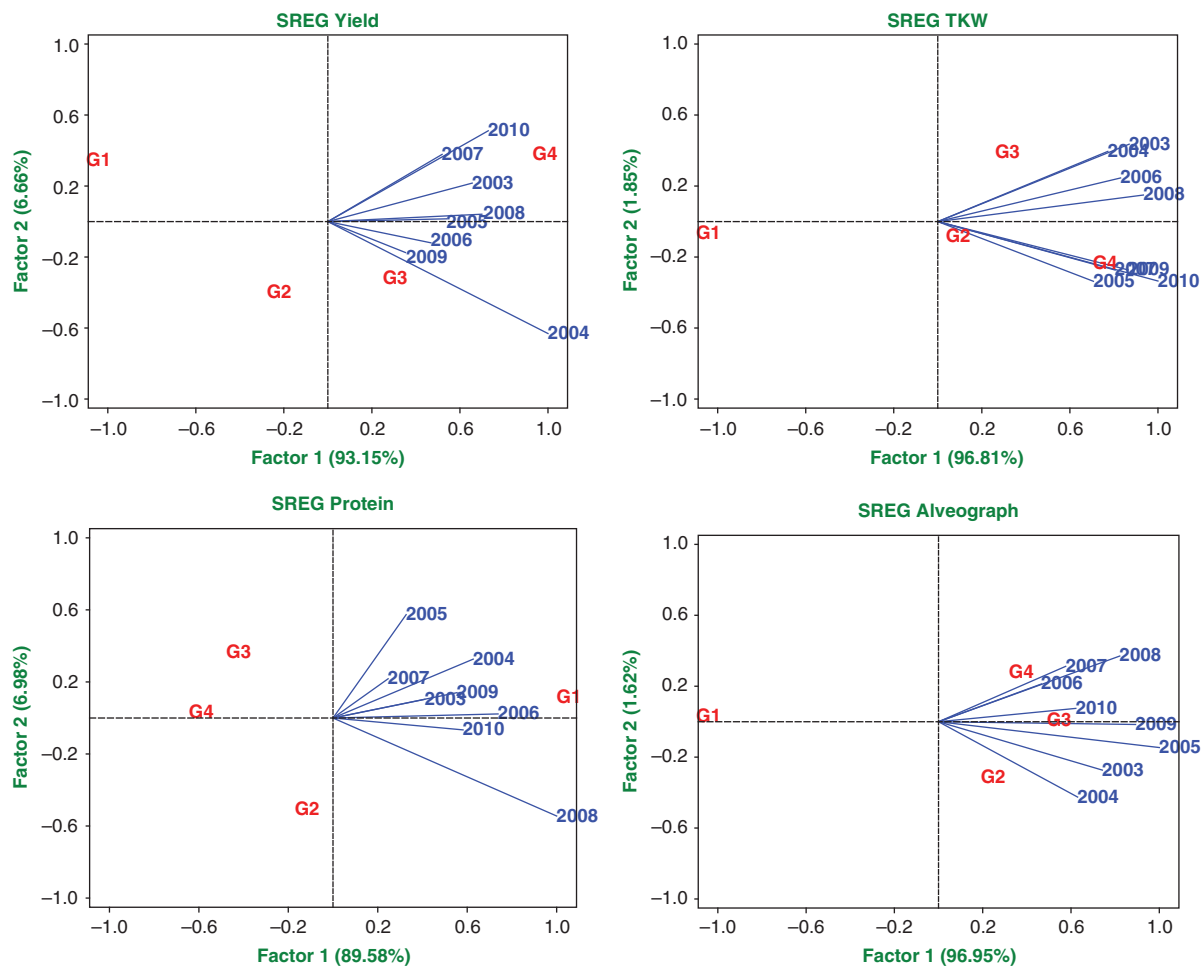 SREG Yield
1.0
0.6
0.2
−0.2
−0.6
−1.0
Factor 2 (6.66%)
G1
2010
2007
G4
2003
2008
2005
2006
2009
G3
G2
2004
−1.0 −0.6 −0.2 0.2 0.6 1.0
Factor 1 (93.15%)
SREG TKW
1.0
0.6
0.2
−0.2
−0.6
−1.0
Factor 2 (1.85%)
G3
2003
2004
2006
2008
G1
G2
G4
2007
2009
2005
2010
−1.0 −0.6 −0.2 0.2 0.6 1.0
Factor 1 (96.81%)
SREG Protein
1.0
0.6
0.2
−0.2
−0.6
−1.0
Factor 2 (6.98%)
2005
G3
2004
2007
2009
2003
G1
G4
2006
2010
G2
2008
−1.0 −0.6 −0.2 0.2 0.6 1.0
Factor 1 (89.58%)
SREG Alveograph
1.0
0.6
0.2
−0.2
−0.6
−1.0
Factor 2 (1.62%)
2008
2007
G4
2006
2010
G1
G3
2009
2005
2003
G2
2004
−1.0 −0.6 −0.2 0.2 0.6 1.0
Factor 1 (96.95%)